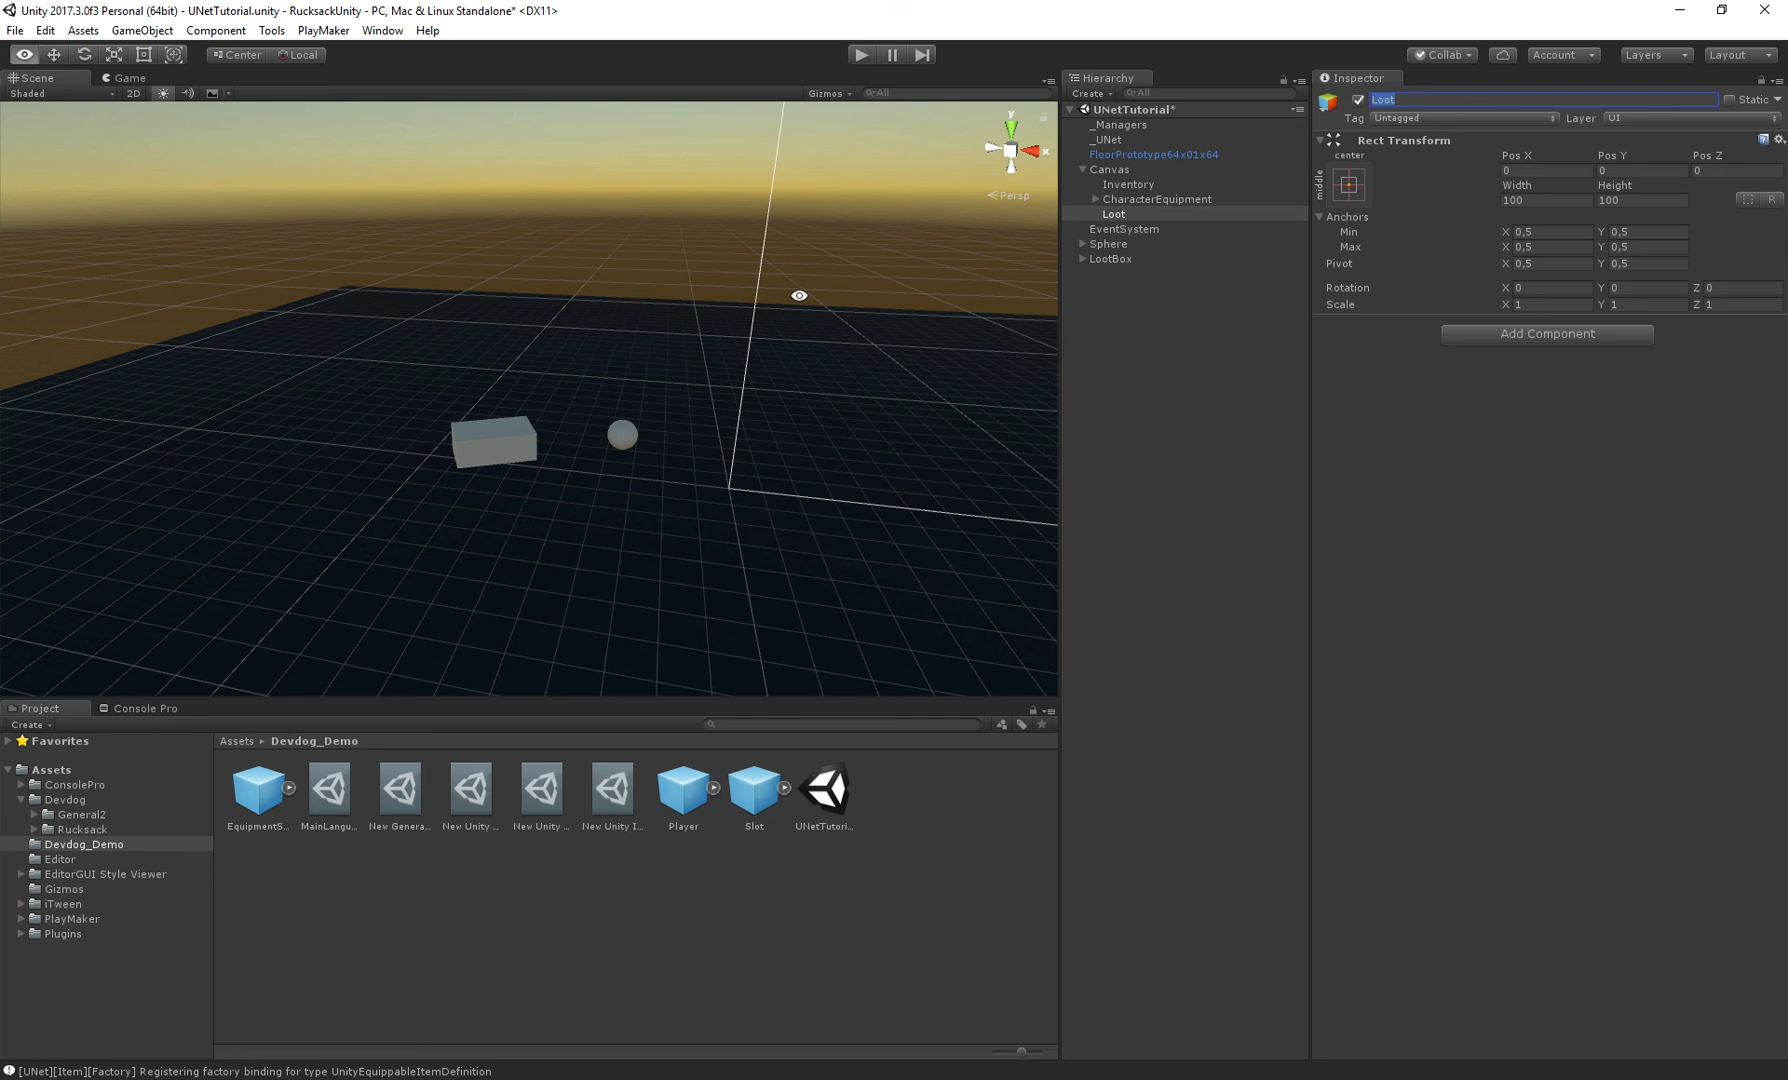 Unity 2017.3.0f3 Personal (64bit) - UNetTutorial.unity - RucksackUnity - PC, Mac & Linux Standalone* <DX11>
File Edit Assets GameObject Component Tools PlayMaker Window Help
Center Local Collab Account Layers Layout
Scene Game
Shaded 2D Gizmos All
y
x
Persp
Hierarchy
Create All
UNetTutorial*
_Managers
_UNet
FloorPrototype64x01x64
Canvas
Inventory
CharacterEquipment
Loot
EventSystem
Sphere
LootBox
Inspector
Loot Static
Tag Untagged Layer UI
Rect Transform
center
middle
Pos X Pos Y Pos Z
0 0 0
Width Height
100 100 R
Anchors
Min X 0,5 Y 0,5
Max X 0,5 Y 0,5
Pivot X 0,5 Y 0,5
Rotation X 0 Y 0 Z 0
Scale X 1 Y 1 Z 1
Add Component
Project Console Pro
Create
Favorites
Assets
ConsolePro
Devdog
General2
Rucksack
Devdog_Demo
Editor
EditorGUI Style Viewer
Gizmos
iTween
PlayMaker
Plugins
Assets Devdog_Demo
EquipmentS... MainLangu... New Genera... New Unity ... New Unity ... New Unity I... Player Slot UNetTutori...
[UNet][Item][Factory] Registering factory binding for type UnityEquippableItemDefinition